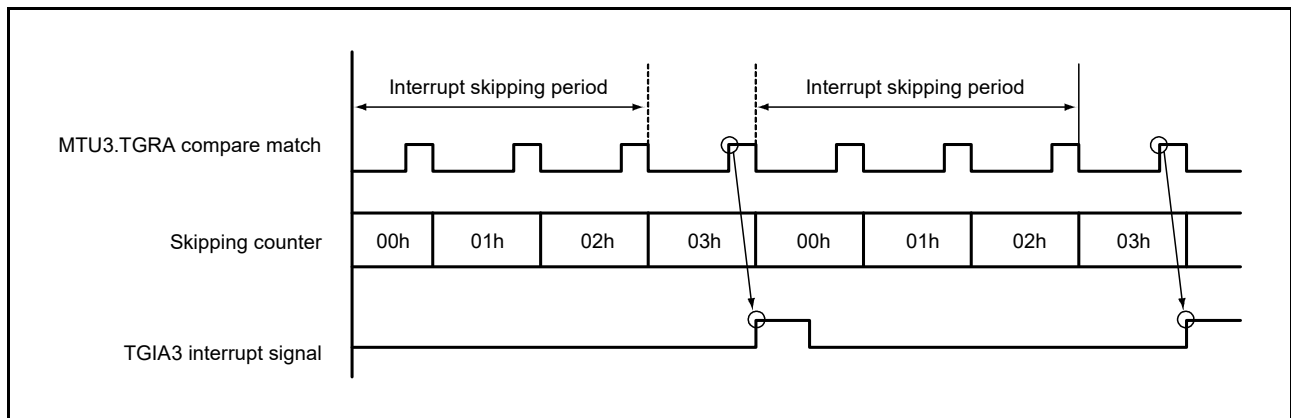 Interrupt skipping period Interrupt skipping period
MTU3.TGRA compare match
Skipping counter 00h 01h 02h 03h 00h 01h 02h 03h
TGIA3 interrupt signal